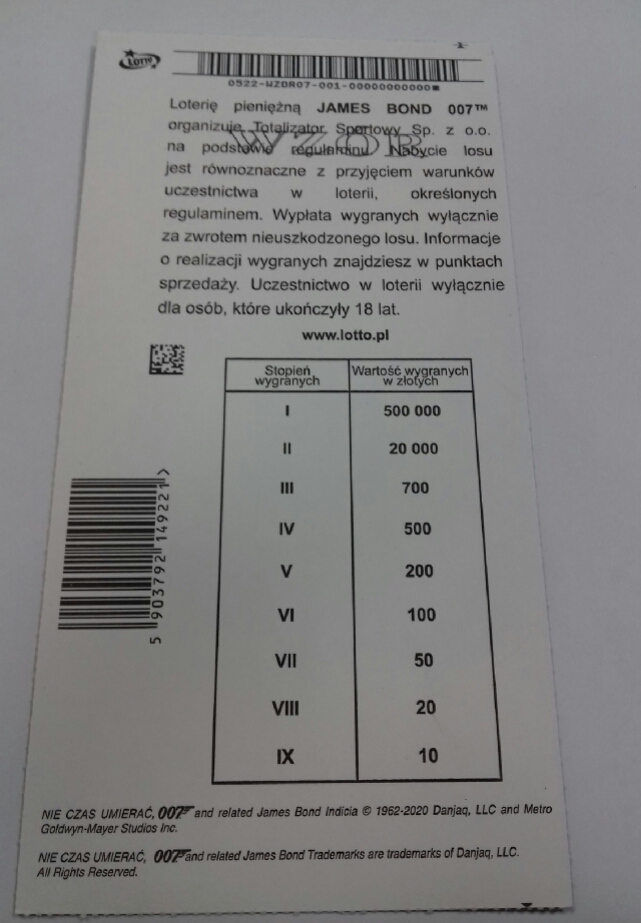 -1-
LOTTO
0522-WZOR07-001-00000000000■
Loterię pieniężną JAMES BOND 007™
organizuje Totalizator Sportowy Sp. z o.o.
WZÓR
na podstawie regulaminu. Nabycie losu
jest równoznaczne z przyjęciem warunków
uczestnictwa w loterii, określonych
regulaminem. Wypłata wygranych wyłącznie
za zwrotem nieuszkodzonego losu. Informacje
o realizacji wygranych znajdziesz w punktach
sprzedaży. Uczestnictwo w loterii wyłącznie
dla osób, które ukończyły 18 lat.
www.lotto.pl
Stopień wygranych Wartość wygranych w złotych
I 500 000
II 20 000
III 700
IV 500
V 200
VI 100
VII 50
VIII 20
IX 10
5 903792 149221 >
NIE CZAS UMIERAĆ, 007 and related James Bond Indicia © 1962-2020 Danjaq, LLC and Metro
Goldwyn-Mayer Studios Inc.
NIE CZAS UMIERAĆ, 007 and related James Bond Trademarks are trademarks of Danjaq, LLC.
All Rights Reserved.